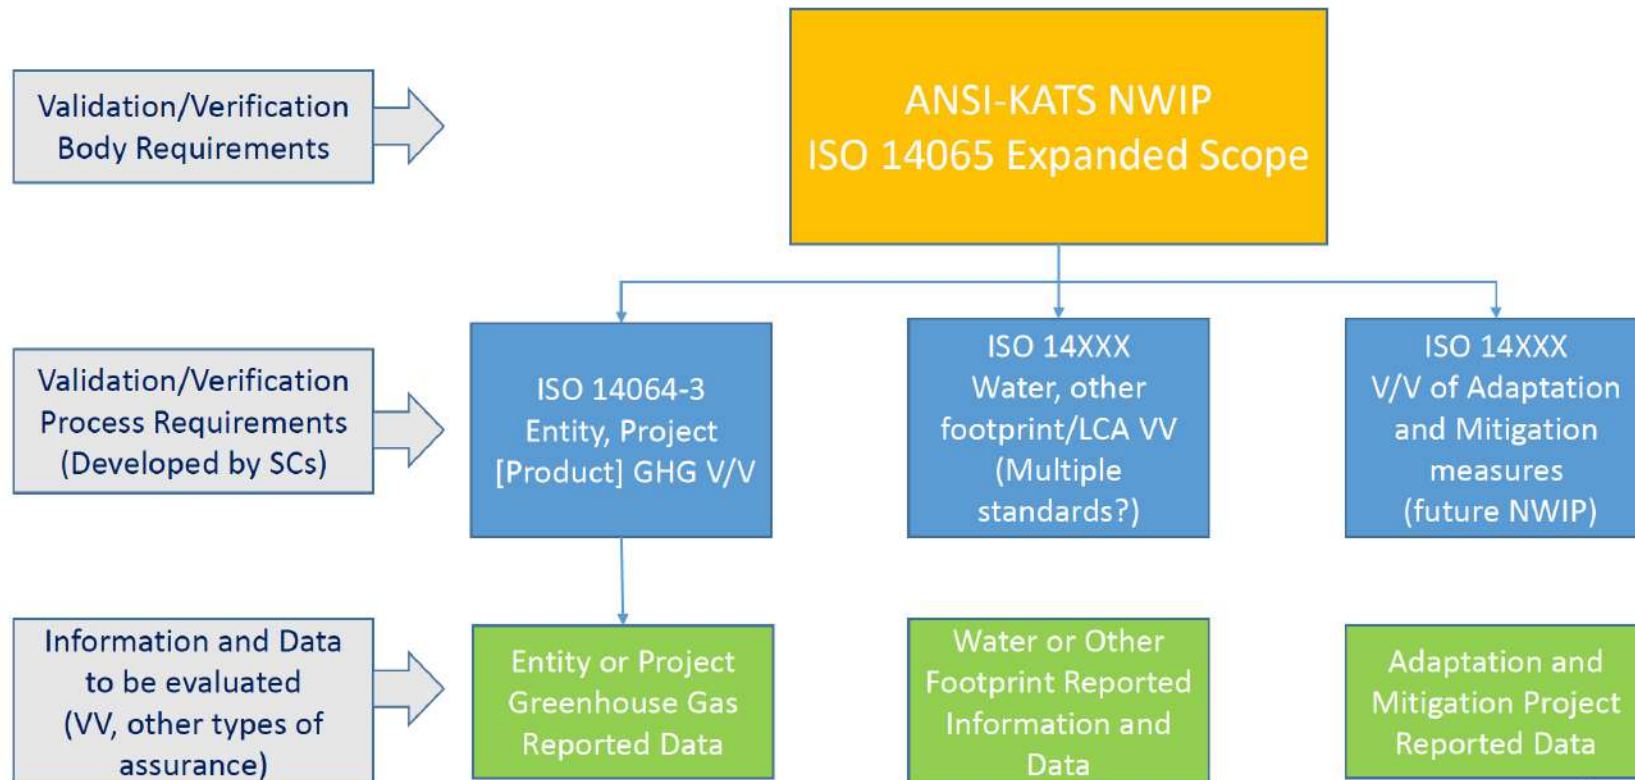 Validation/Verification
Body Requirements
ANSI-KATS NWIP
ISO 14065 Expanded Scope
Validation/Verification
Process Requirements
(Developed by SCs)
ISO 14064-3
Entity, Project
[Product] GHG V/V
ISO 14XXX
Water, other
footprint/LCA VV
(Multiple
standards?)
ISO 14XXX
V/V of Adaptation
and Mitigation
measures
(future NWIP)
Information and Data
to be evaluated
(VV, other types of
assurance)
Entity or Project
Greenhouse Gas
Reported Data
Water or Other
Footprint Reported
Information and
Data
Adaptation and
Mitigation Project
Reported Data